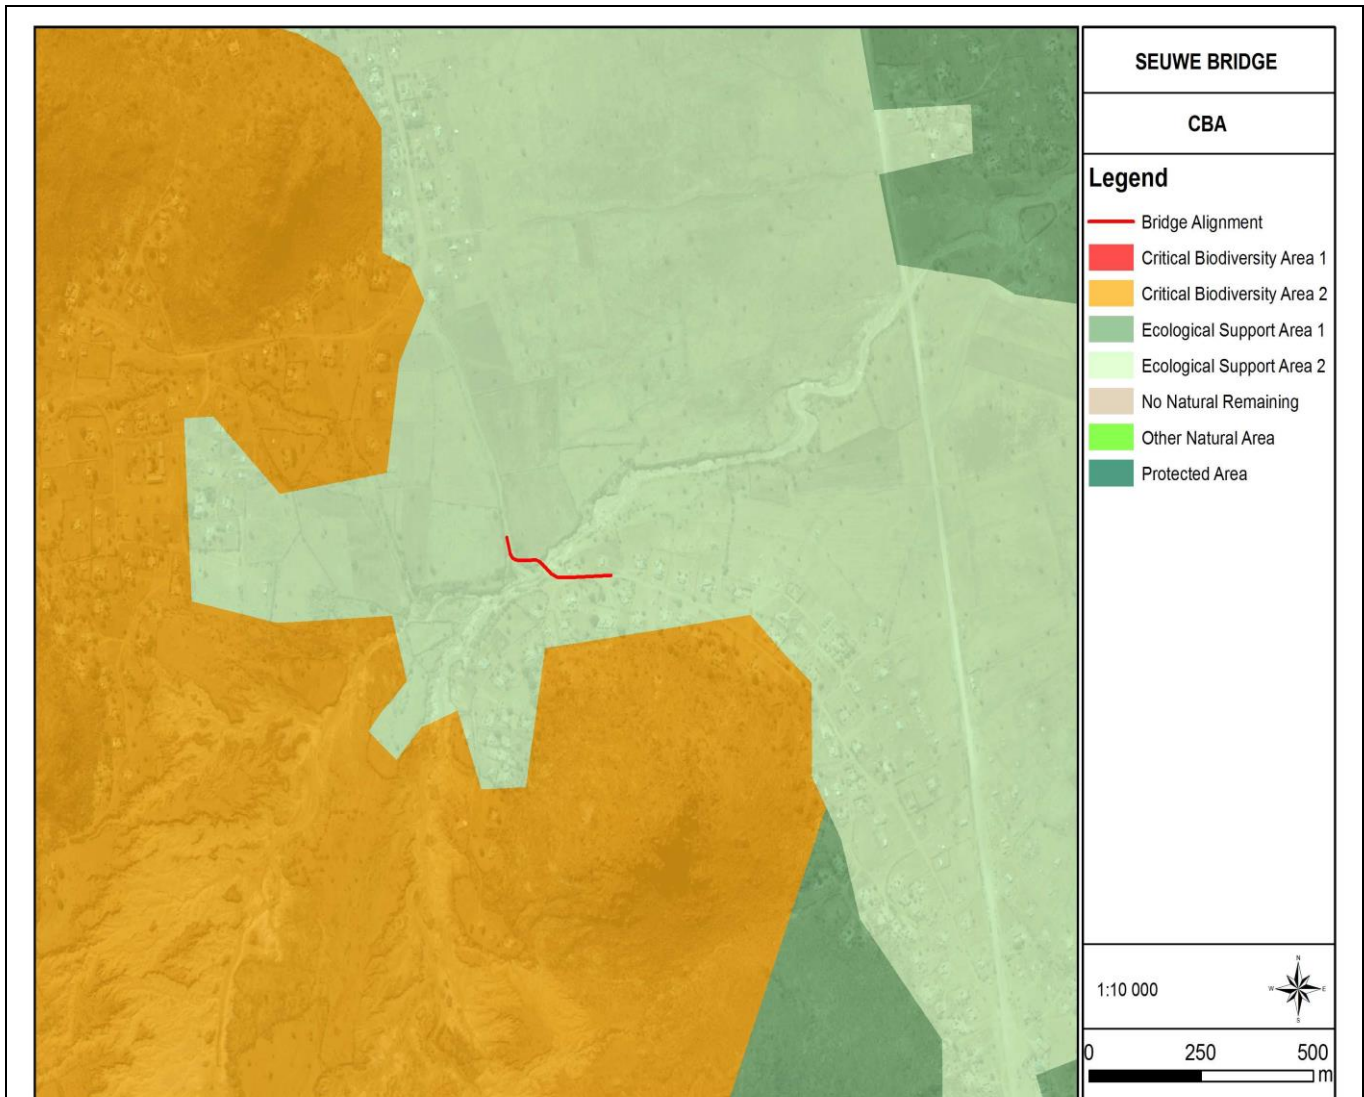 SEUWE BRIDGE
CBA
Legend
Bridge Alignment
Critical Biodiversity Area 1
Critical Biodiversity Area 2
Ecological Support Area 1
Ecological Support Area 2
No Natural Remaining
Other Natural Area
Protected Area
1:10 000
N
W E
S
0 250 500
m